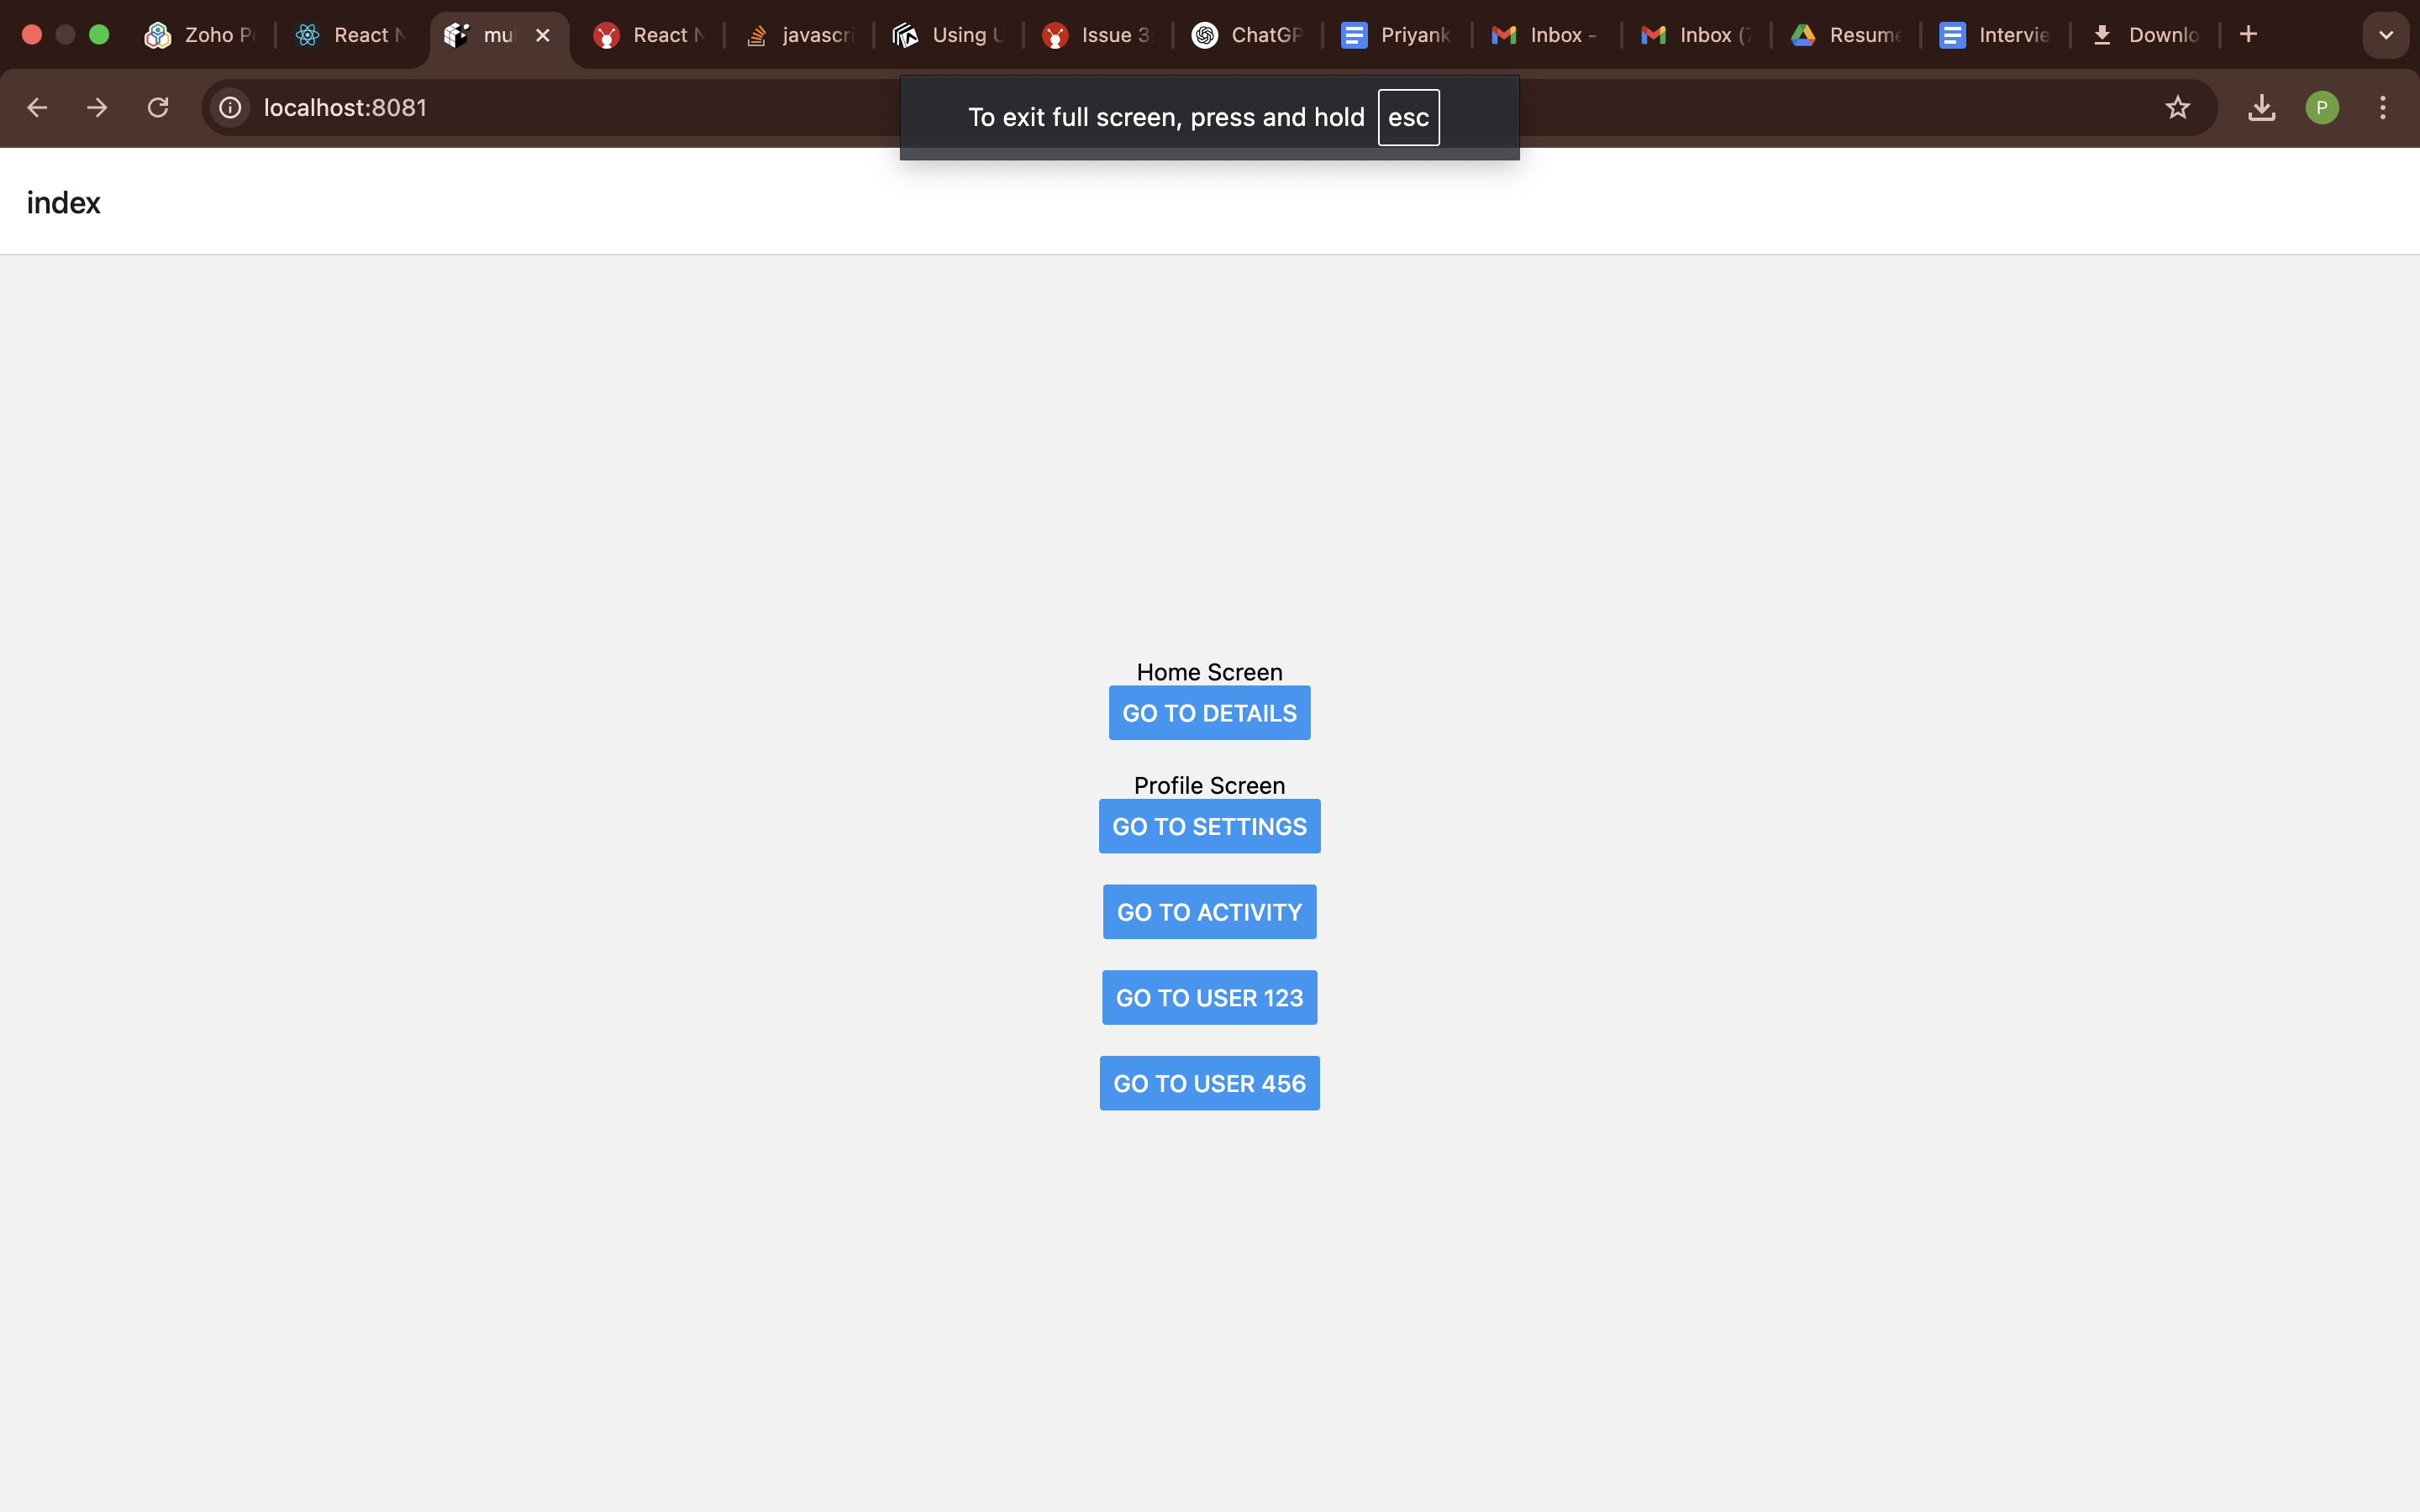 Zoho Pe
React N
mu
React N
javascri
Using U
Issue 3
ChatGP
Priyank
Inbox -
Inbox (7
Resume
Intervie
Downlo
localhost:8081
P
To exit full screen, press and hold esc
index
Home Screen
GO TO DETAILS
Profile Screen
GO TO SETTINGS
GO TO ACTIVITY
GO TO USER 123
GO TO USER 456